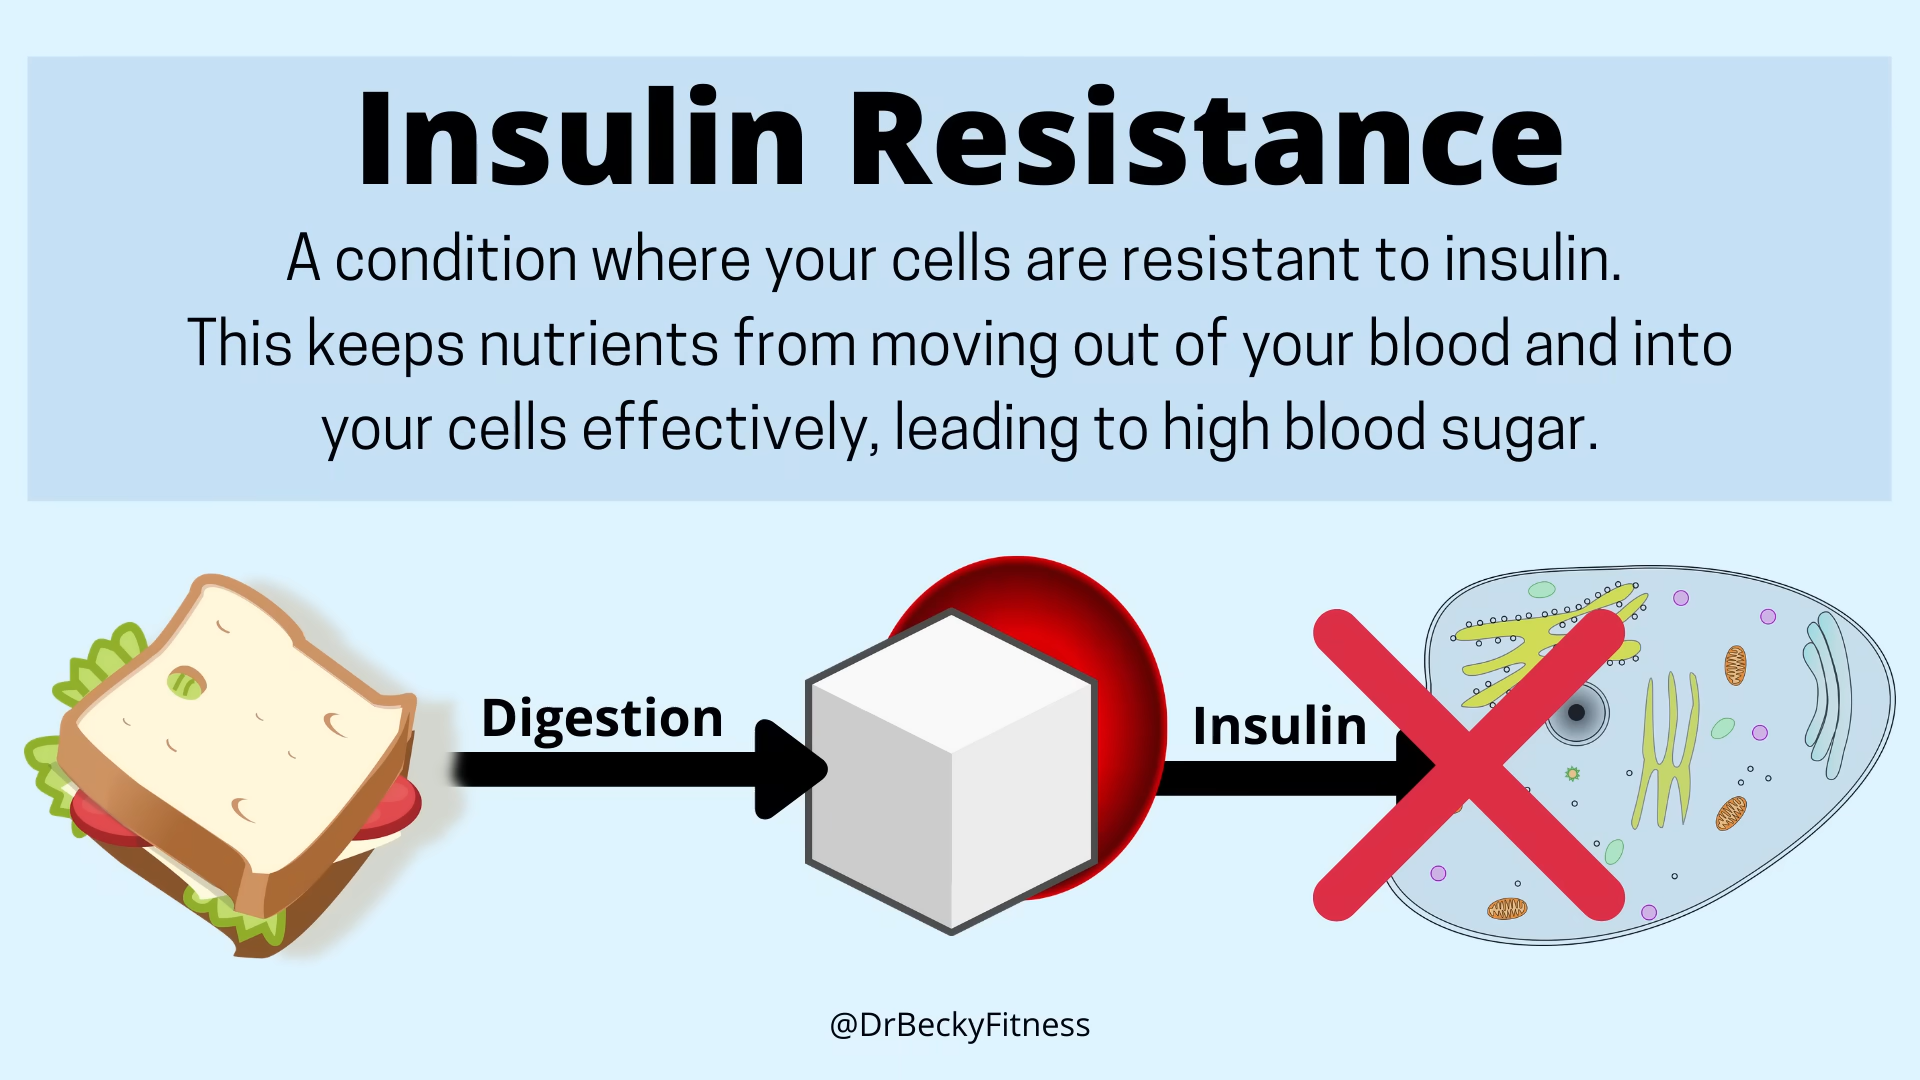 Insulin Resistance
A condition where your cells are resistant to insulin.
This keeps nutrients from moving out of your blood and into
your cells effectively, leading to high blood sugar.
Digestion
Insulin
@DrBeckyFitness